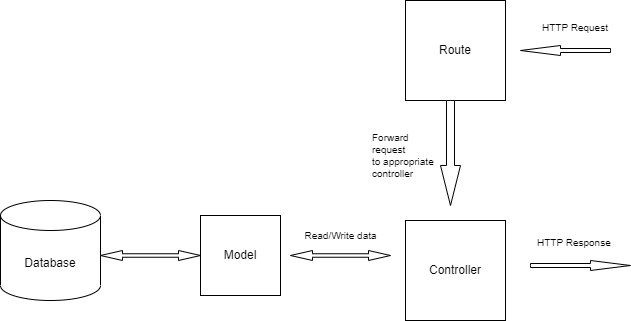 HTTP Request
Route
Forward
request
to appropriate
controller
Read/Write data
HTTP Response
Database
Model
Controller